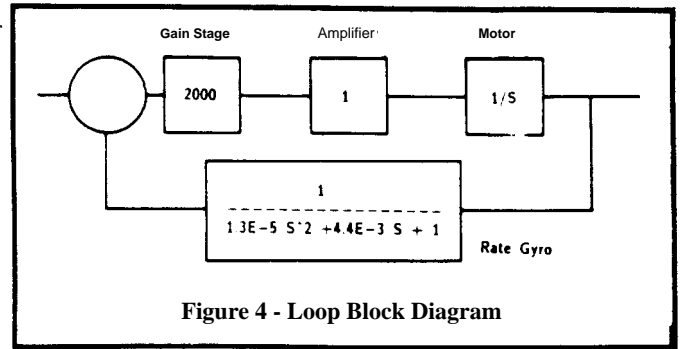 Gain Stage Amplifier Motor
2000 1 1/S
1
1.3E-5 S^2 +4.4E-3 S + 1
Rate Gyro
Figure 4 - Loop Block Diagram